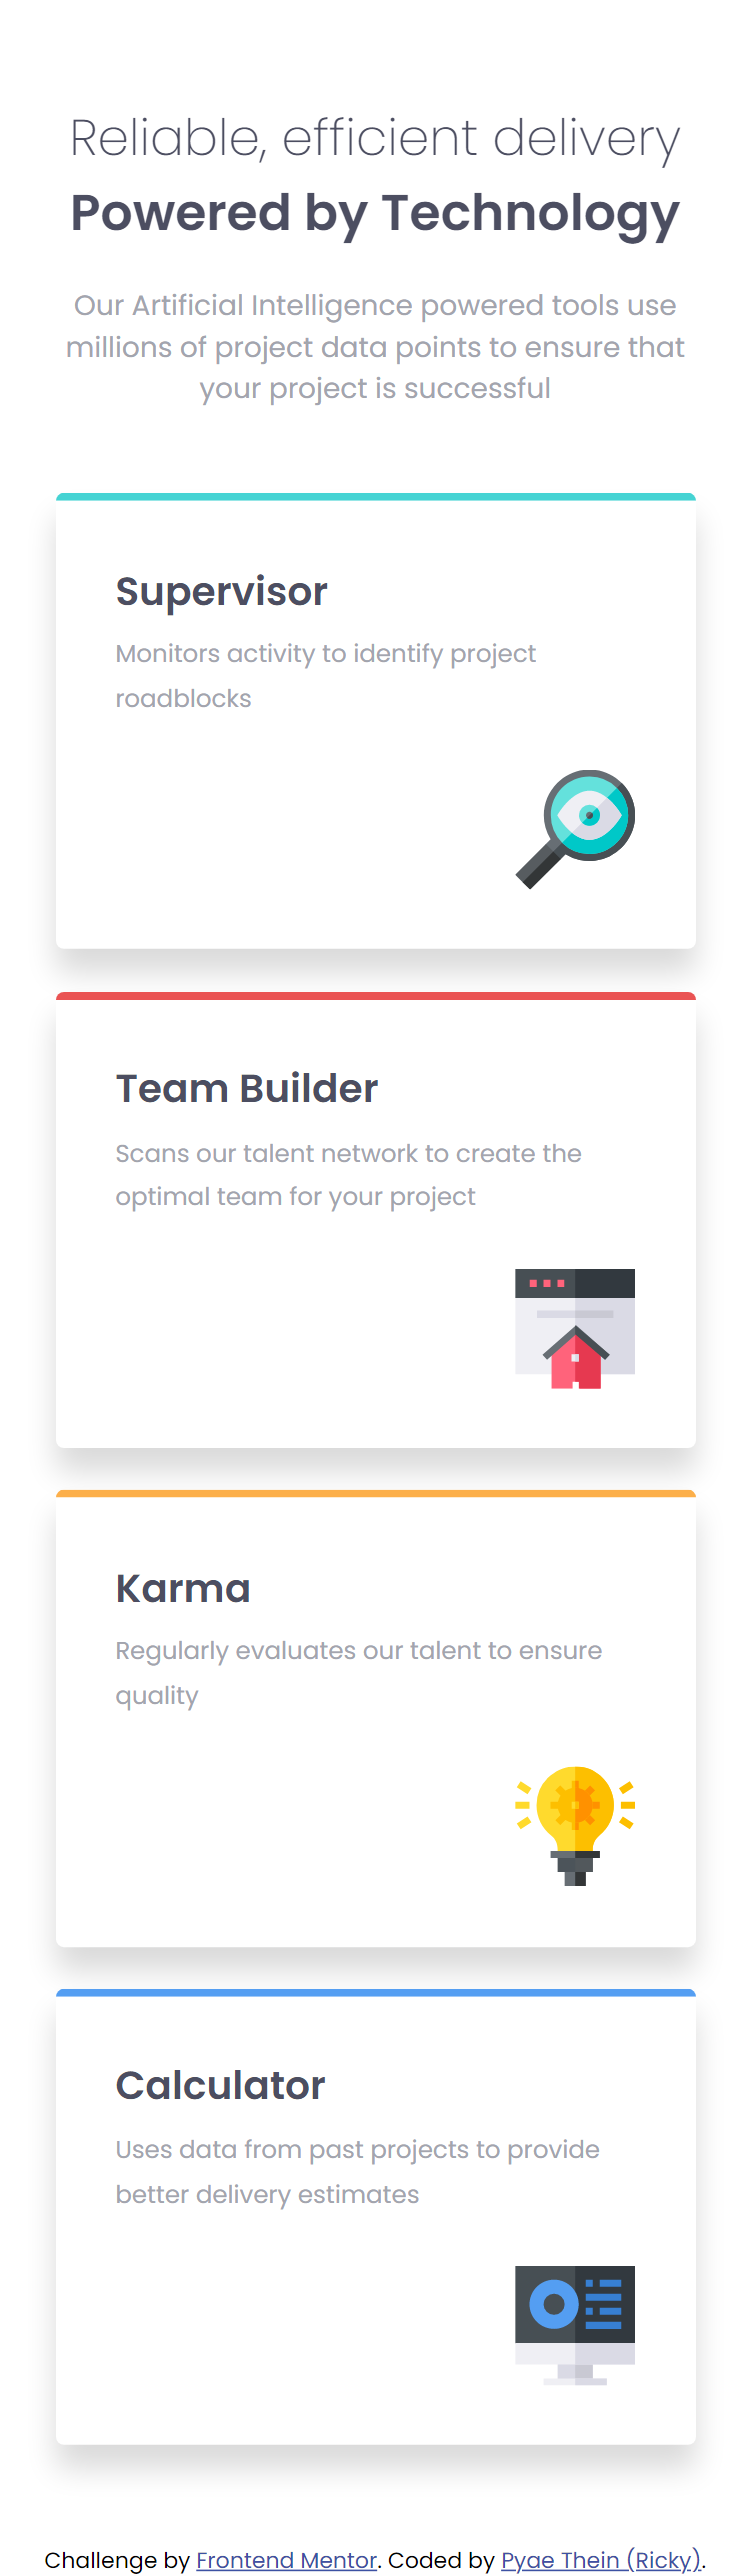 Reliable, efficient delivery
Powered by Technology
Our Artificial Intelligence powered tools use
millions of project data points to ensure that
your project is successful
Supervisor
Monitors activity to identify project
roadblocks
Team Builder
Scans our talent network to create the
optimal team for your project
Karma
Regularly evaluates our talent to ensure
quality
Calculator
Uses data from past projects to provide
better delivery estimates
Challenge by Frontend Mentor. Coded by Pyae Thein (Ricky).